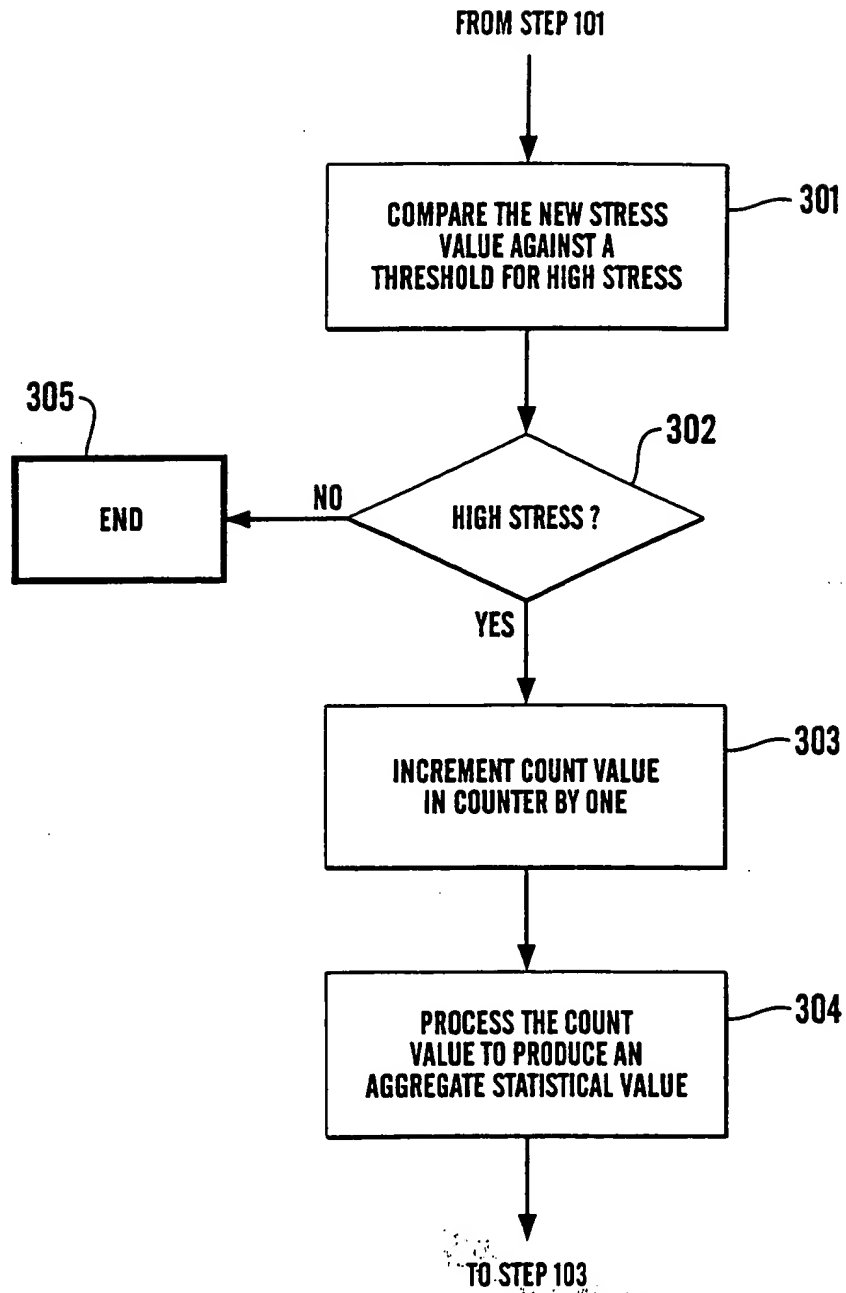 FROM STEP 101
COMPARE THE NEW STRESS
VALUE AGAINST A
THRESHOLD FOR HIGH STRESS
301
305
302
END
NO
HIGH STRESS ?
YES
INCREMENT COUNT VALUE
IN COUNTER BY ONE
303
PROCESS THE COUNT
VALUE TO PRODUCE AN
AGGREGATE STATISTICAL VALUE
304
TO STEP 103